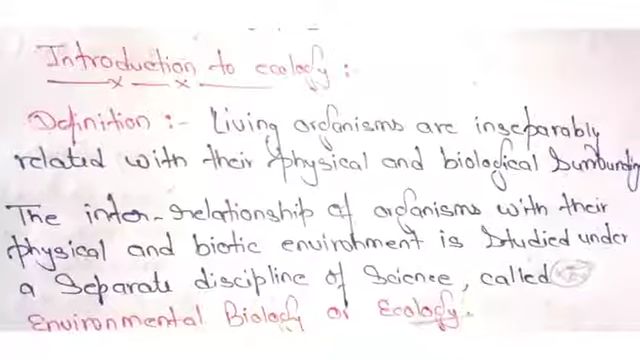 Introduction to ecology :
Definition :- Living organisms are inseparably
related with their physical and biological Surrounding
The inter-relationship of organisms with their
physical and biotic environment is studied under
a separate discipline of Science, called
Environmental Biology or Ecology.